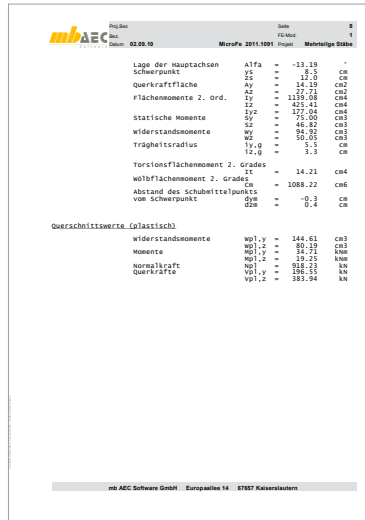 mb AEC
Software
Proj.Bez Seite 8
Bez. FE-Mod: 1
Datum 02.09.10 MicroFe 2011.1091 Projekt Mehrteilge Stäbe
Lage der Hauptachsen Alfa = -13.19 °
Schwerpunkt ys = 8.5 cm
zs = 12.0 cm
Querkraftfläche Ay = 14.19 cm2
Az = 27.71 cm2
Flächenmomente 2. Ord. Iy = 1139.08 cm4
Iz = 425.41 cm4
Iyz = 177.04 cm4
Statische Momente Sy = 75.00 cm3
Sz = 46.82 cm3
Widerstandsmomente Wy = 94.92 cm3
Wz = 50.05 cm3
Trägheitsradius iy,g = 5.5 cm
iz,g = 3.3 cm
Torsionsflächenmoment 2. Grades
It = 14.21 cm4
Wölbflächenmoment 2. Grades
Cm = 1088.22 cm6
Abstand des Schubmittelpunkts
vom Schwerpunkt dym = -0.3 cm
dzm = 0.4 cm
Querschnittswerte (plastisch)
Widerstandsmomente Wpl,y = 144.61 cm3
Wpl,z = 80.19 cm3
Momente Mpl,y = 34.71 kNm
Mpl,z = 19.25 kNm
Normalkraft Npl = 918.23 kN
Querkräfte Vpl,y = 196.55 kN
Vpl,z = 383.94 kN
mb AEC Software GmbH Europaallee 14 67657 Kaiserslautern